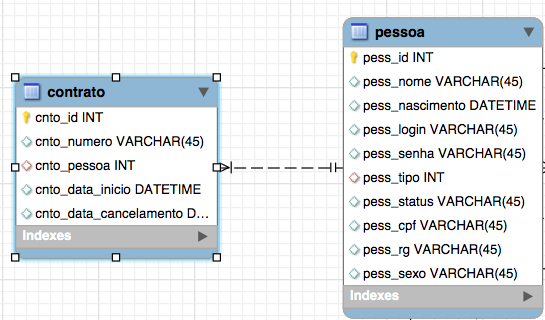 contrato
cnto_id INT
cnto_numero VARCHAR(45)
cnto_pessoa INT
cnto_data_inicio DATETIME
cnto_data_cancelamento D...
Indexes
pessoa
pess_id INT
pess_nome VARCHAR(45)
pess_nascimento DATETIME
pess_login VARCHAR(45)
pess_senha VARCHAR(45)
pess_tipo INT
pess_status VARCHAR(45)
pess_cpf VARCHAR(45)
pess_rg VARCHAR(45)
pess_sexo VARCHAR(45)
Indexes